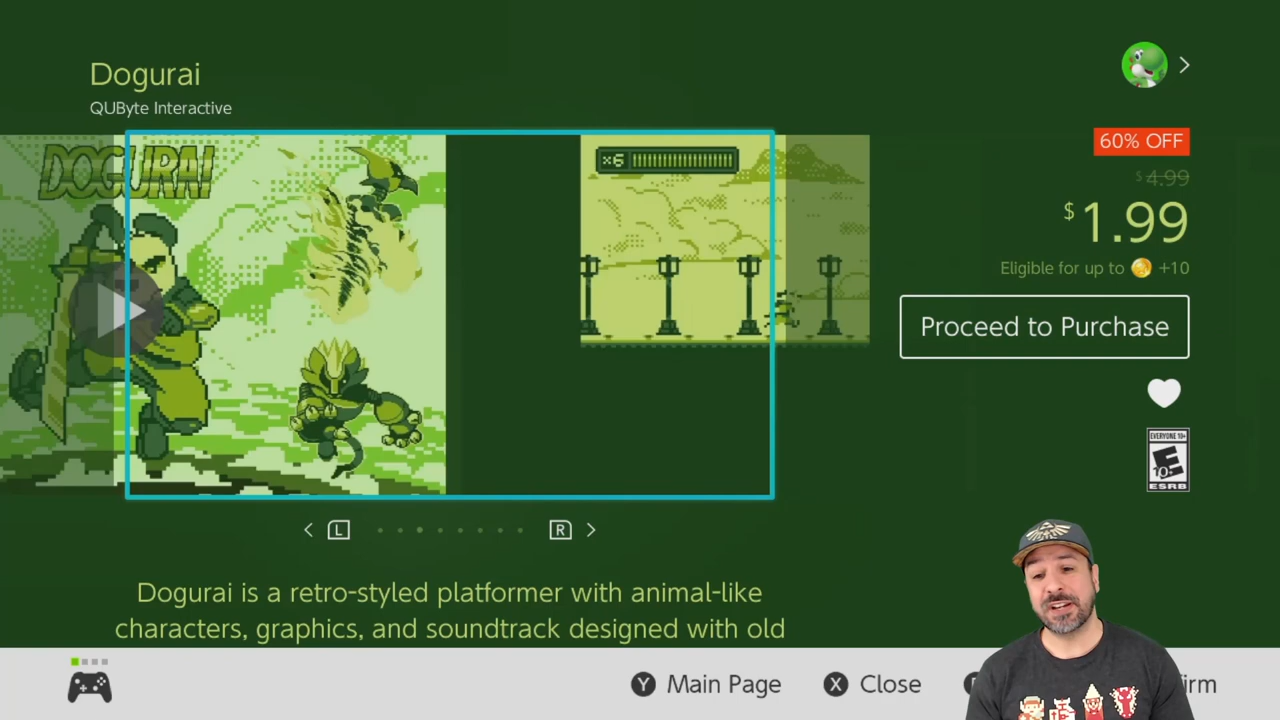 Dogurai
QUByte Interactive
DOGURAI
×6
60% OFF
$4.99
$1.99
Eligible for up to +10
Proceed to Purchase
EVERYONE 10+
E
10+
ESRB
L
R
Dogurai is a retro-styled platformer with animal-like
characters, graphics, and soundtrack designed with old
Y Main Page
X Close
irm